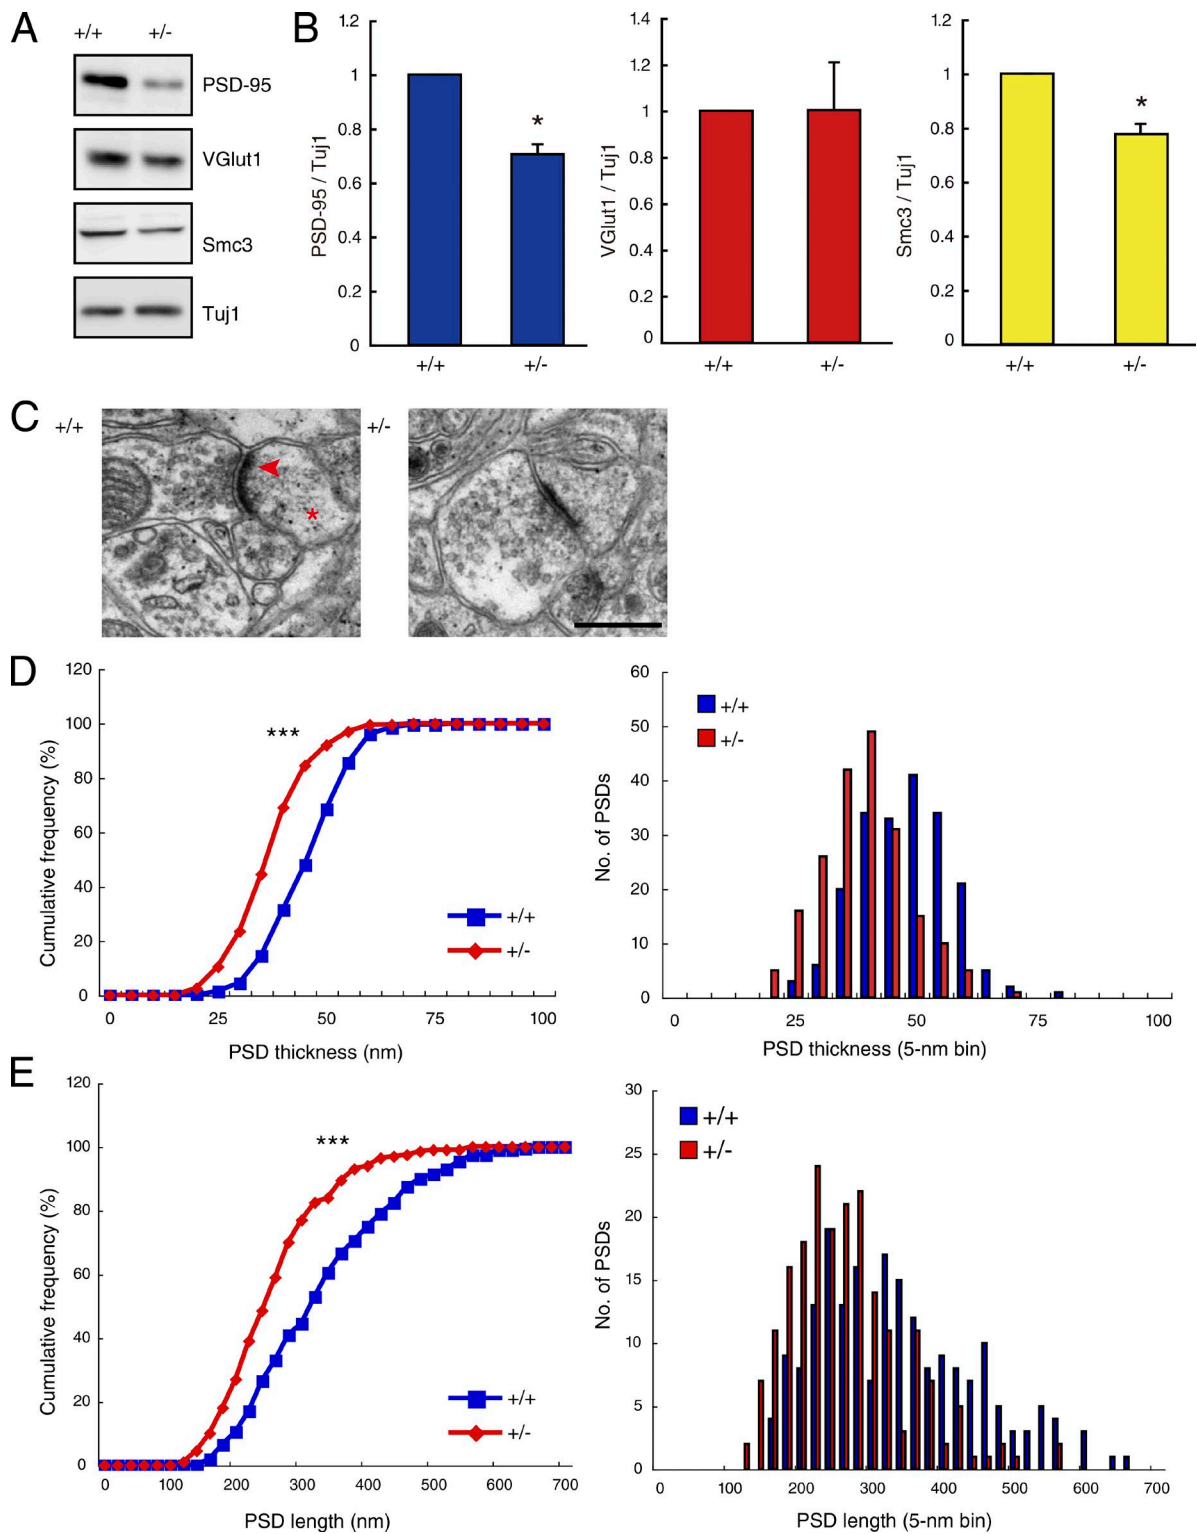 A
+/+ +/-
PSD-95
VGlut1
Smc3
Tuj1
B
PSD-95 / Tuj1
1.2
1
0.8
0.6
0.4
0.2
0
*
+/+ +/-
VGlut1 / Tuj1
1.4
1.2
1
0.8
0.6
0.4
0.2
0
+/+ +/-
Smc3 / Tuj1
1.2
1
0.8
0.6
0.4
0.2
0
*
+/+ +/-
C
+/+
*
+/-
D
Cumulative frequency (%)
120
100
80
60
40
20
0
***
+/+
+/-
0 25 50 75 100
PSD thickness (nm)
No. of PSDs
60
50
40
30
20
10
0
+/+
+/-
0 25 50 75 100
PSD thickness (5-nm bin)
E
Cumulative frequency (%)
120
100
80
60
40
20
0
***
+/+
+/-
0 100 200 300 400 500 600 700
PSD length (nm)
No. of PSDs
30
25
20
15
10
5
0
+/+
+/-
0 100 200 300 400 500 600 700
PSD length (5-nm bin)